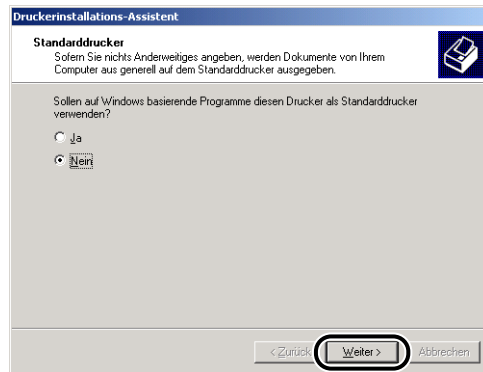 Druckerinstallations-Assistent
Standarddrucker
Sofern Sie nichts Anderweitiges angeben, werden Dokumente von Ihrem
Computer aus generell auf dem Standarddrucker ausgegeben.
Sollen auf Windows basierende Programme diesen Drucker als Standarddrucker
verwenden?
Ja
Nein
< Zurück Weiter > Abbrechen